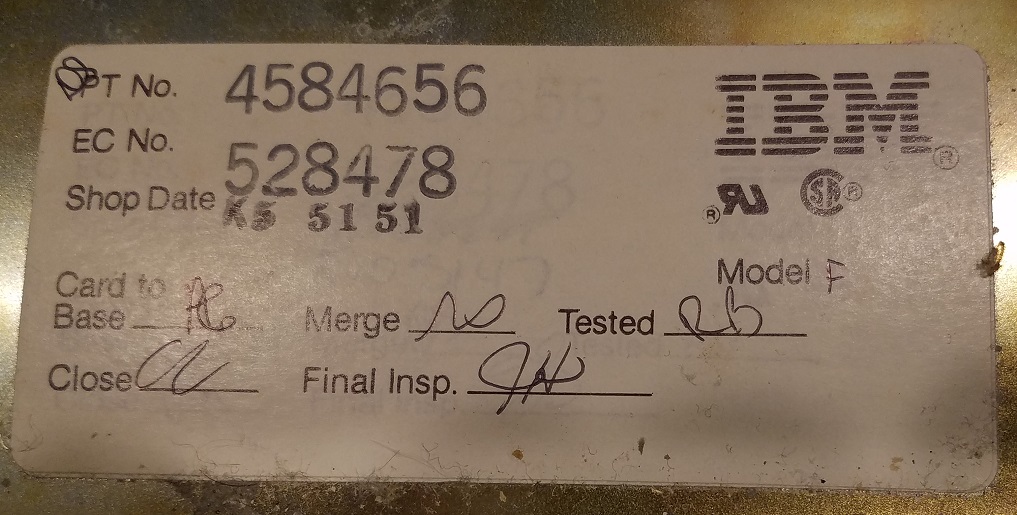 PT No. 4584656
IBM ®
EC No. 528478
Shop Date K5 51 51
Model F
Card to
Base
Merge
Tested
Close
Final Insp. JH